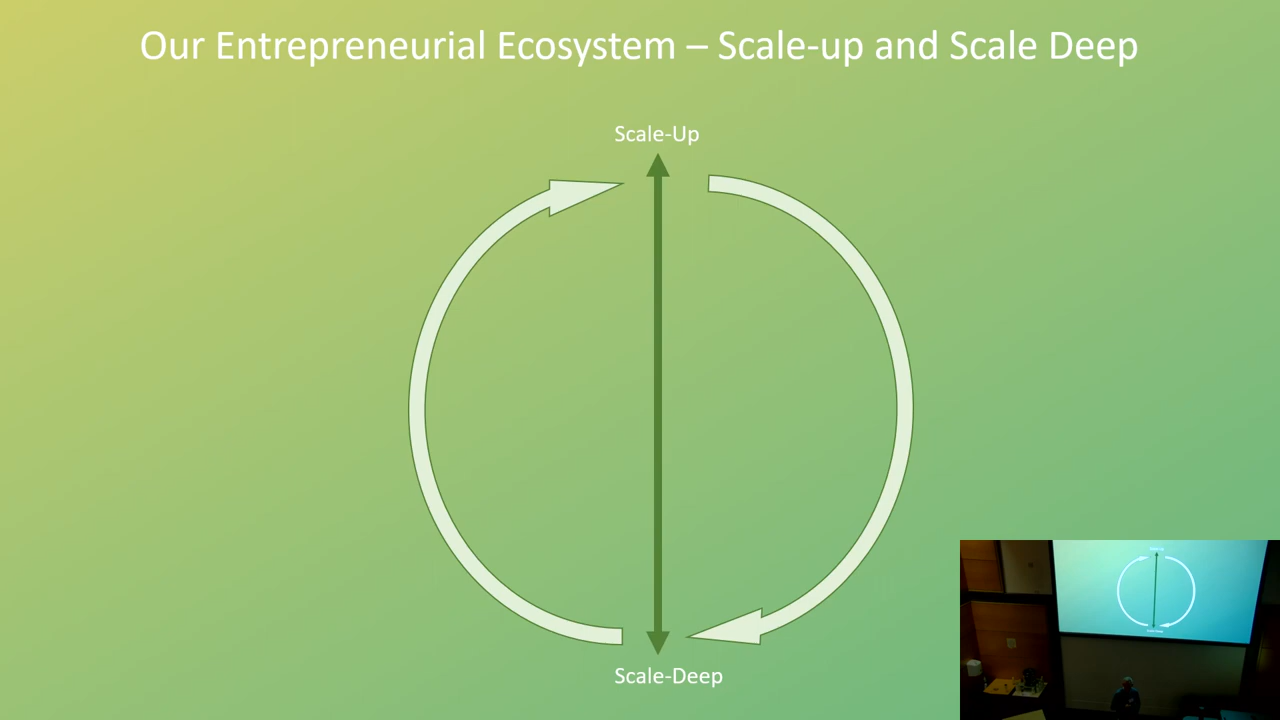 Our Entrepreneurial Ecosystem – Scale-up and Scale Deep
Scale-Up
Scale-Deep